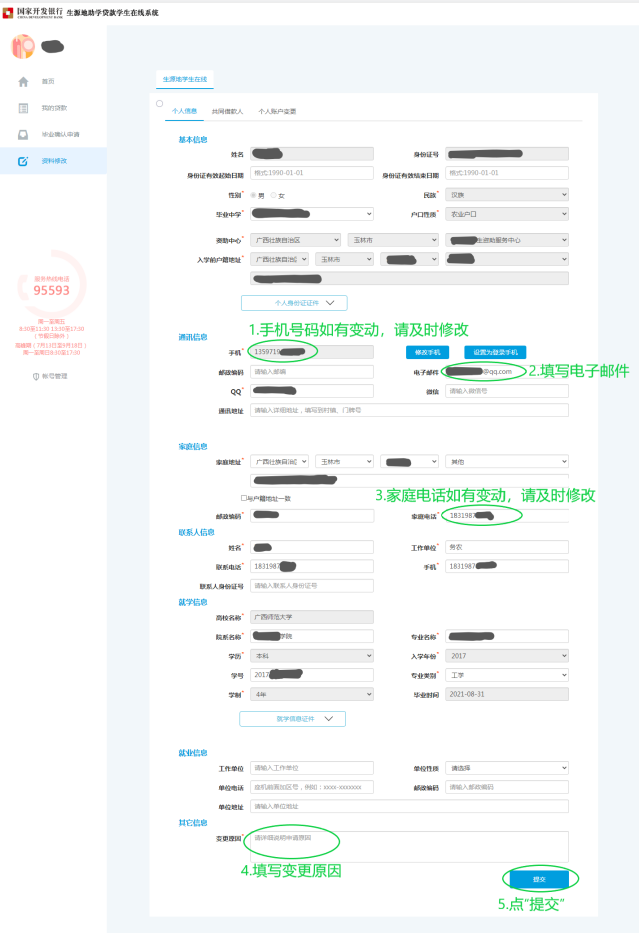 国家开发银行 生源地助学贷款学生在线系统
CHINA DEVELOPMENT BANK
首页
我的贷款
毕业确认申请
资料修改
服务热线电话
95593
周一至周五
8:30至11:30 13:30至17:30
（节假日除外）
高峰期（7月13日至9月18日）
周一至周日8:30至17:30
帐号管理
生源地学生在线
个人信息 共同借款人 个人账户变更
基本信息
姓名* 身份证号
身份证有效起始日期 格式:1990-01-01 身份证有效结束日期 格式:1990-01-01
性别* 男 女 民族* 汉族
毕业中学* 户口性质* 农业户口
资助中心* 广西壮族自治区 玉林市 生资助服务中心
入学前户籍地址* 广西壮族自治区 玉林市
个人身份证证件
1.手机号码如有变动，请及时修改
通讯信息
手机* 1359719 修改手机 设置为登录手机
邮政编码 请输入邮编 电子邮件 @qq.com 2.填写电子邮件
QQ* 微信 请输入微信号
通讯地址 请输入详细地址，填写到村镇、门牌号
家庭信息
家庭地址* 广西壮族自治区 玉林市 其他
与户籍地址一致
3.家庭电话如有变动，请及时修改
邮政编码* 家庭电话* 1831987
联系人信息
姓名* 工作单位* 务农
联系电话* 1831987 手机* 1831987
联系人身份证号 请输入联系人身份证号
就学信息
高校名称* 广西师范大学
院系名称* 学院 专业名称*
学历* 本科 入学年份* 2017
学号 2017 专业类别* 工学
学制* 4年 毕业时间 2021-08-31
就学信息证件
就业信息
工作单位 请输入工作单位 单位性质 请选择
单位电话 座机前面加区号，例如：xxxx-xxxxxxx 邮政编码 请输入邮政编码
单位地址 请输入单位地址
其它信息
变更原因* 请详细说明申请原因
4.填写变更原因
提交
5.点“提交”